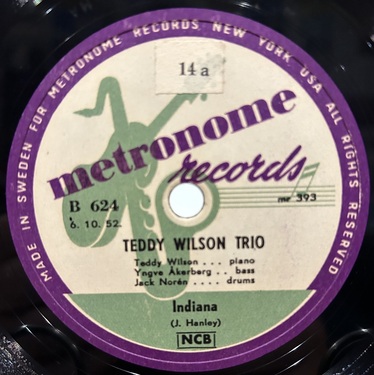 MADE IN SWEDEN FOR METRONOME RECORDS, NEW YORK, USA ALL RIGHTS RESERVED
14 a
metronome
records
B 624
6. 10. 52.
mr 393
TEDDY WILSON TRIO
Teddy Wilson . . . piano
Yngve Åkerberg . . bass
Jack Norén . . . . drums
Indiana
(J. Hanley)
NCB